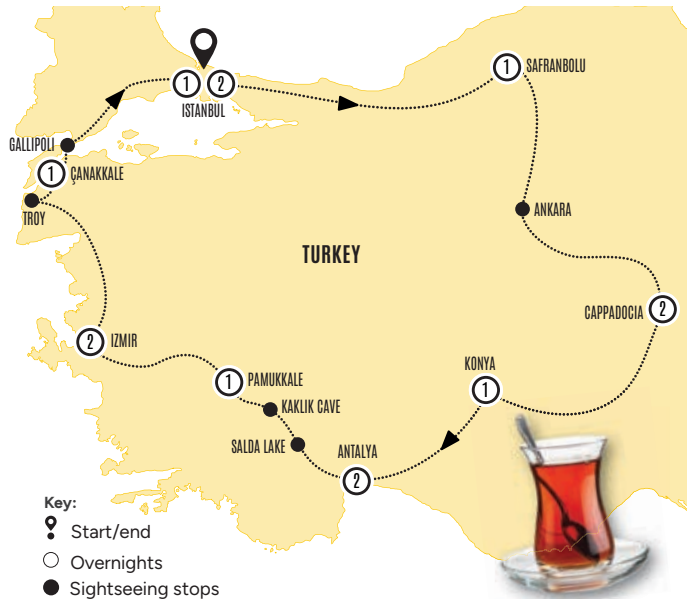 1
2
ISTANBUL
1
SAFRANBOLU
GALLIPOLI
1
ÇANAKKALE
TROY
ANKARA
TURKEY
2
CAPPADOCIA
2
IZMIR
1
PAMUKKALE
KONYA
1
KAKLIK CAVE
SALDA LAKE
ANTALYA
2
Key:
Start/end
Overnights
Sightseeing stops